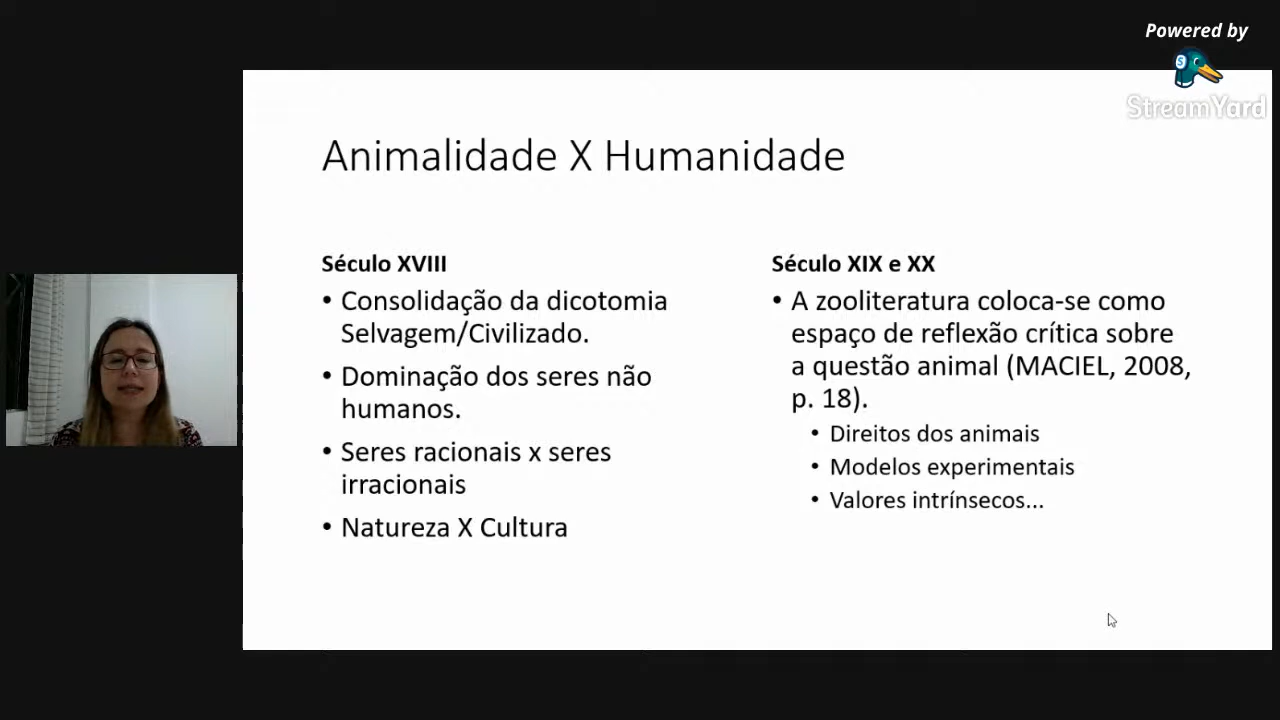 Powered by
StreamYard
Animalidade X Humanidade
Século XVIII
• Consolidação da dicotomia
Selvagem/Civilizado.
• Dominação dos seres não
humanos.
• Seres racionais x seres
irracionais
• Natureza X Cultura
Século XIX e XX
• A zooliteratura coloca-se como
espaço de reflexão crítica sobre
a questão animal (MACIEL, 2008,
p. 18).
• Direitos dos animais
• Modelos experimentais
• Valores intrínsecos...